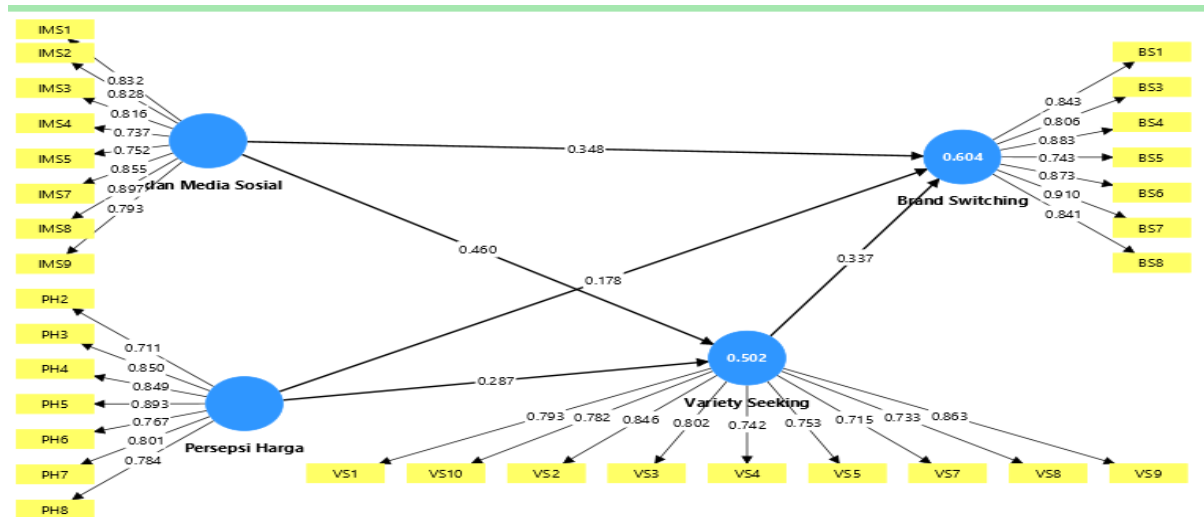 IMS1
IMS2
IMS3
IMS4
IMS5
IMS7
IMS8
IMS9
0.832
0.828
0.816
0.737
0.752
0.855
0.897
0.793
Media Sosial
PH2
PH3
PH4
PH5
PH6
PH7
PH8
0.711
0.850
0.849
0.893
0.767
0.801
0.784
Persepsi Harga
0.348
0.460
0.178
0.287
0.337
0.604
Brand Switching
BS1
BS3
BS4
BS5
BS6
BS7
BS8
0.843
0.806
0.883
0.743
0.873
0.910
0.841
0.502
Variety Seeking
0.793
0.782
0.846
0.802
0.742
0.753
0.715
0.733
0.863
VS1
VS10
VS2
VS3
VS4
VS5
VS7
VS8
VS9